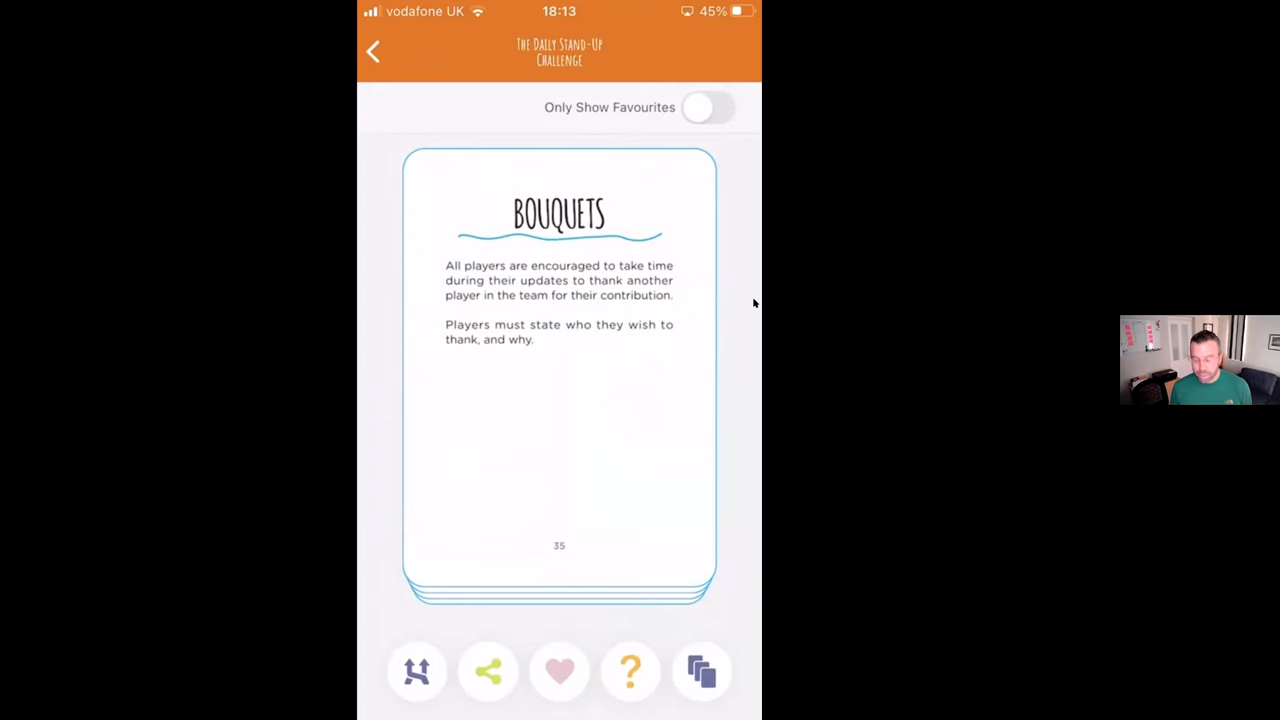 vodafone UK 18:13 45%
The Daily Stand-Up
Challenge
Only Show Favourites
BOUQUETS
All players are encouraged to take time
during their updates to thank another
player in the team for their contribution.
Players must state who they wish to
thank, and why.
35
?